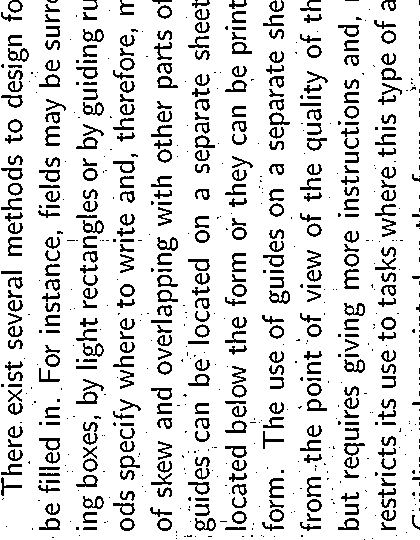 There exist several methods to design fo
be filled in. For instance, fields may be surro
ing boxes, by light rectangles or by guiding ru
ods specify where to write and, therefore, m
of skew and overlapping with other parts of
guides can be located on a separate sheet
located below the form or they can be print
form. The use of guides on a separate she
from the point of view of the quality of th
but requires giving more instructions and,
restricts its use to tasks where this type of a